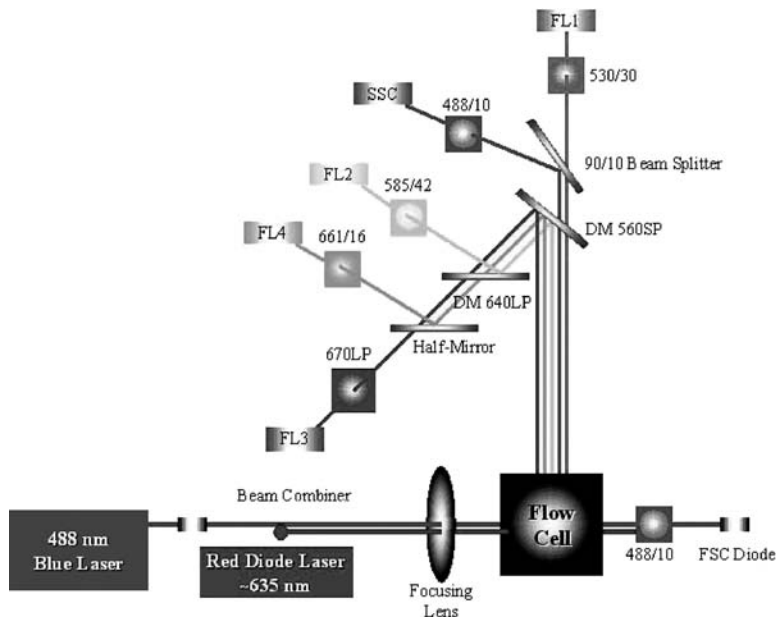 FL1
530/30
SSC
488/10
90/10 Beam Splitter
FL2
585/42
DM 560SP
FL4
661/16
DM 640LP
Half-Mirror
670LP
FL3
Beam Combiner
488 nm
Blue Laser
Red Diode Laser
~635 nm
Focusing
Lens
Flow
Cell
488/10
FSC Diode